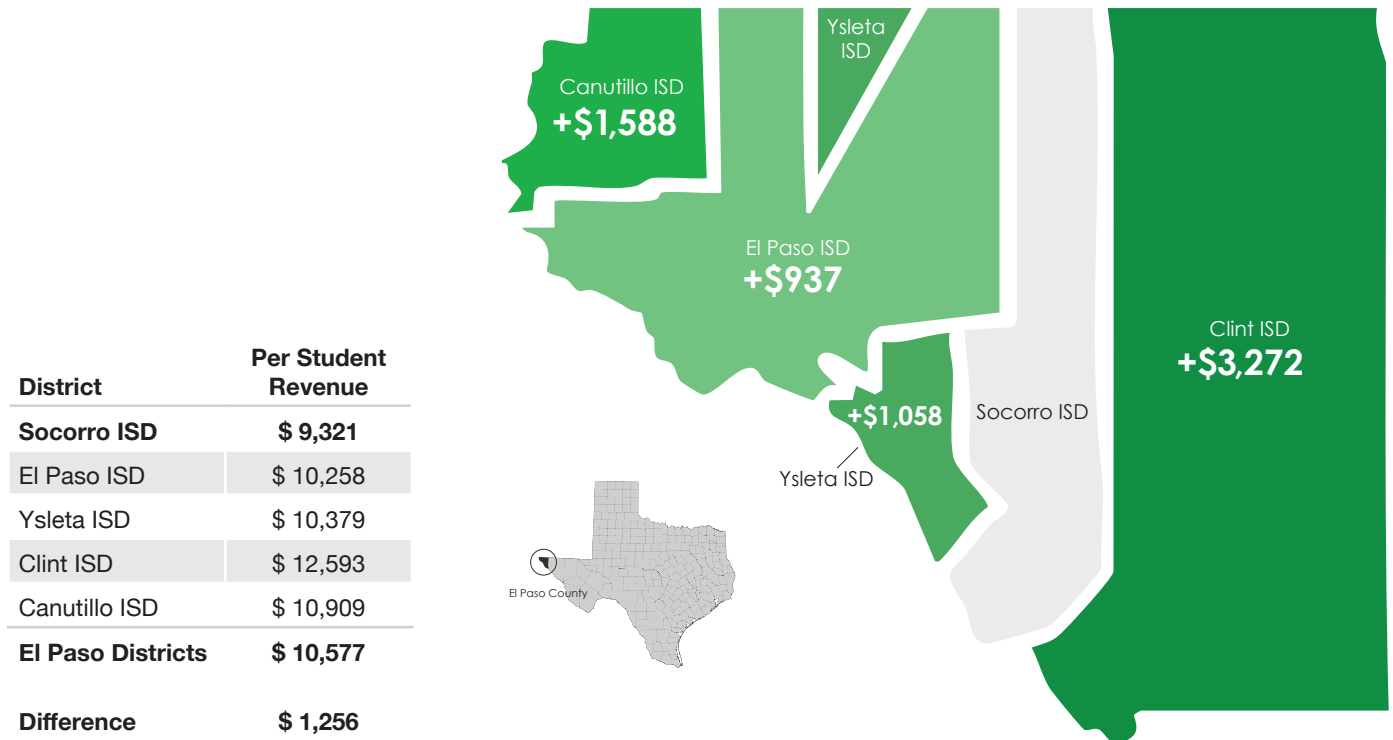 District Per Student Revenue
Socorro ISD $ 9,321
El Paso ISD $ 10,258
Ysleta ISD $ 10,379
Clint ISD $ 12,593
Canutillo ISD $ 10,909
El Paso Districts $ 10,577
Difference $ 1,256
Canutillo ISD
+$1,588
Ysleta
ISD
El Paso ISD
+$937
Clint ISD
+$3,272
+$1,058
Ysleta ISD
Socorro ISD
El Paso County